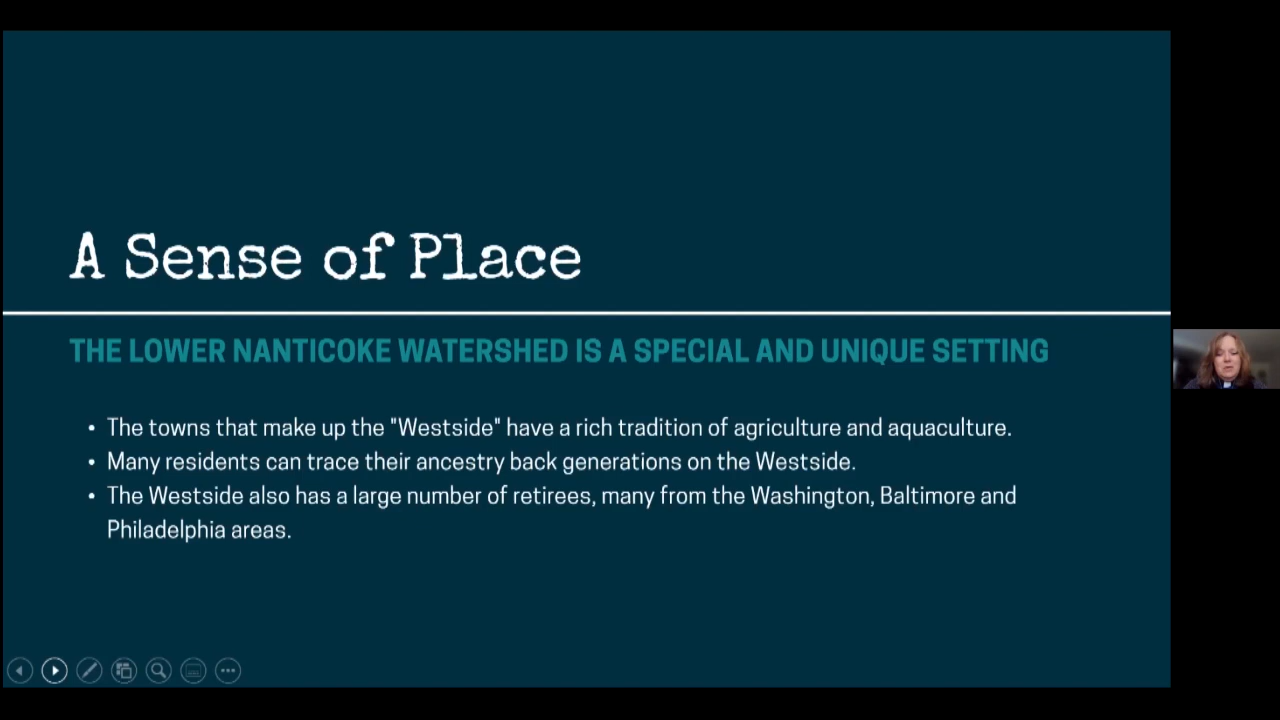 A Sense of Place
THE LOWER NANTICOKE WATERSHED IS A SPECIAL AND UNIQUE SETTING
• The towns that make up the "Westside" have a rich tradition of agriculture and aquaculture.
• Many residents can trace their ancestry back generations on the Westside.
• The Westside also has a large number of retirees, many from the Washington, Baltimore and
Philadelphia areas.